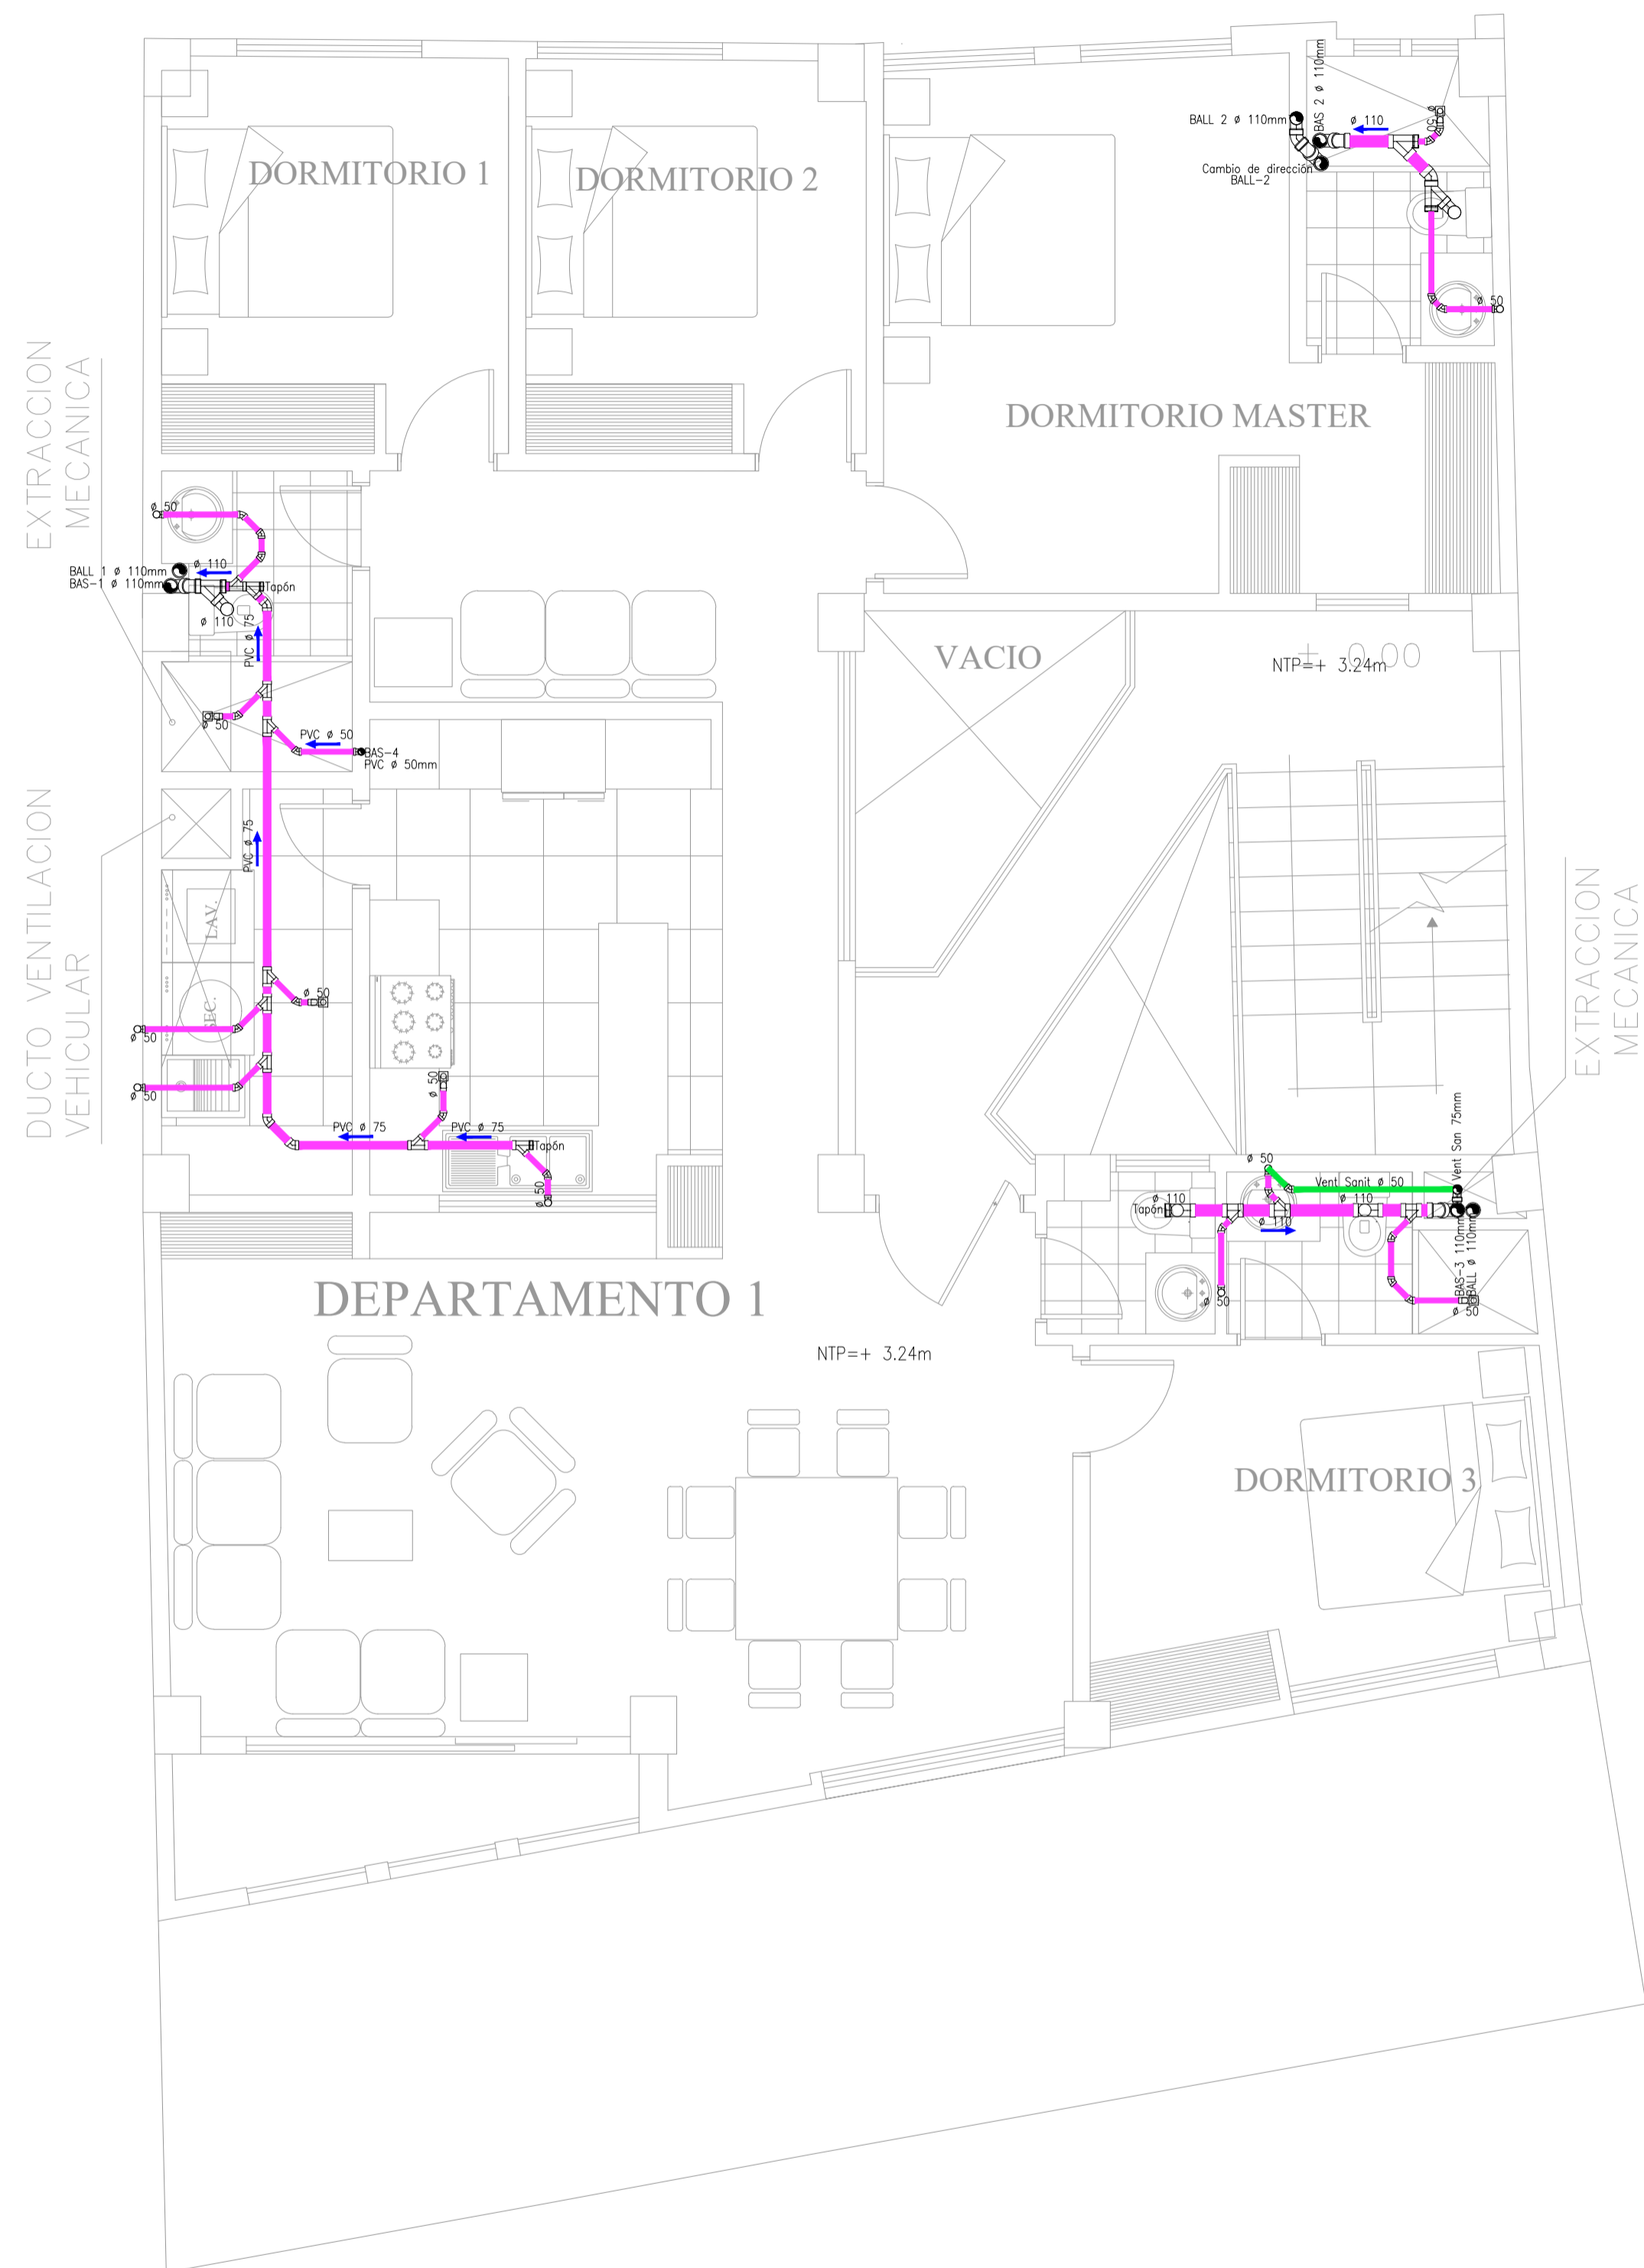 BALL 2 ø 110mm
BAS 2 ø 110mm
ø 110
ø 50
Cambio de dirección
BALL-2
DORMITORIO 1
DORMITORIO 2
ø 50
DORMITORIO MASTER
EXTRACCION
MECANICA
ø 50
BALL 1 ø 110mm
BAS-1 ø 110mm
ø 110
Tapón
ø 110
PVC ø 75
VACIO
+ 0.00
NTP=+ 3.24m
ø 50
PVC ø 50
BAS-4
PVC ø 50mm
DUCTO VENTILACION
VEHICULAR
PVC ø 75
LAV.
SEC.
ø 50
ø 50
ø 50
ø 50
PVC ø 75
PVC ø 75
Tapón
ø 50
EXTRACCION
MECANICA
ø 50
Vent San 75mm
Vent Sanit ø 50
ø 110
Tapón
ø 110
ø 110
ø 50
BAS-3 110mm
BALL ø 110mm
ø 50
DEPARTAMENTO 1
NTP=+ 3.24m
DORMITORIO 3